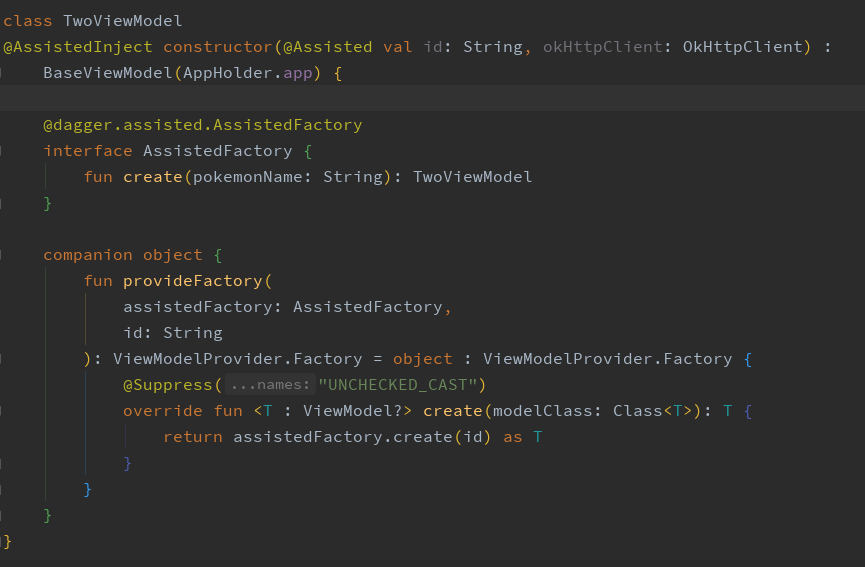 class TwoViewModel
@AssistedInject constructor(@Assisted val id: String, okHttpClient: OkHttpClient) :
    BaseViewModel(AppHolder.app) {

    @dagger.assisted.AssistedFactory
    interface AssistedFactory {
        fun create(pokemonName: String): TwoViewModel
    }

    companion object {
        fun provideFactory(
            assistedFactory: AssistedFactory,
            id: String
        ): ViewModelProvider.Factory = object : ViewModelProvider.Factory {
            @Suppress( ...names: "UNCHECKED_CAST")
            override fun <T : ViewModel?> create(modelClass: Class<T>): T {
                return assistedFactory.create(id) as T
            }
        }
    }
}